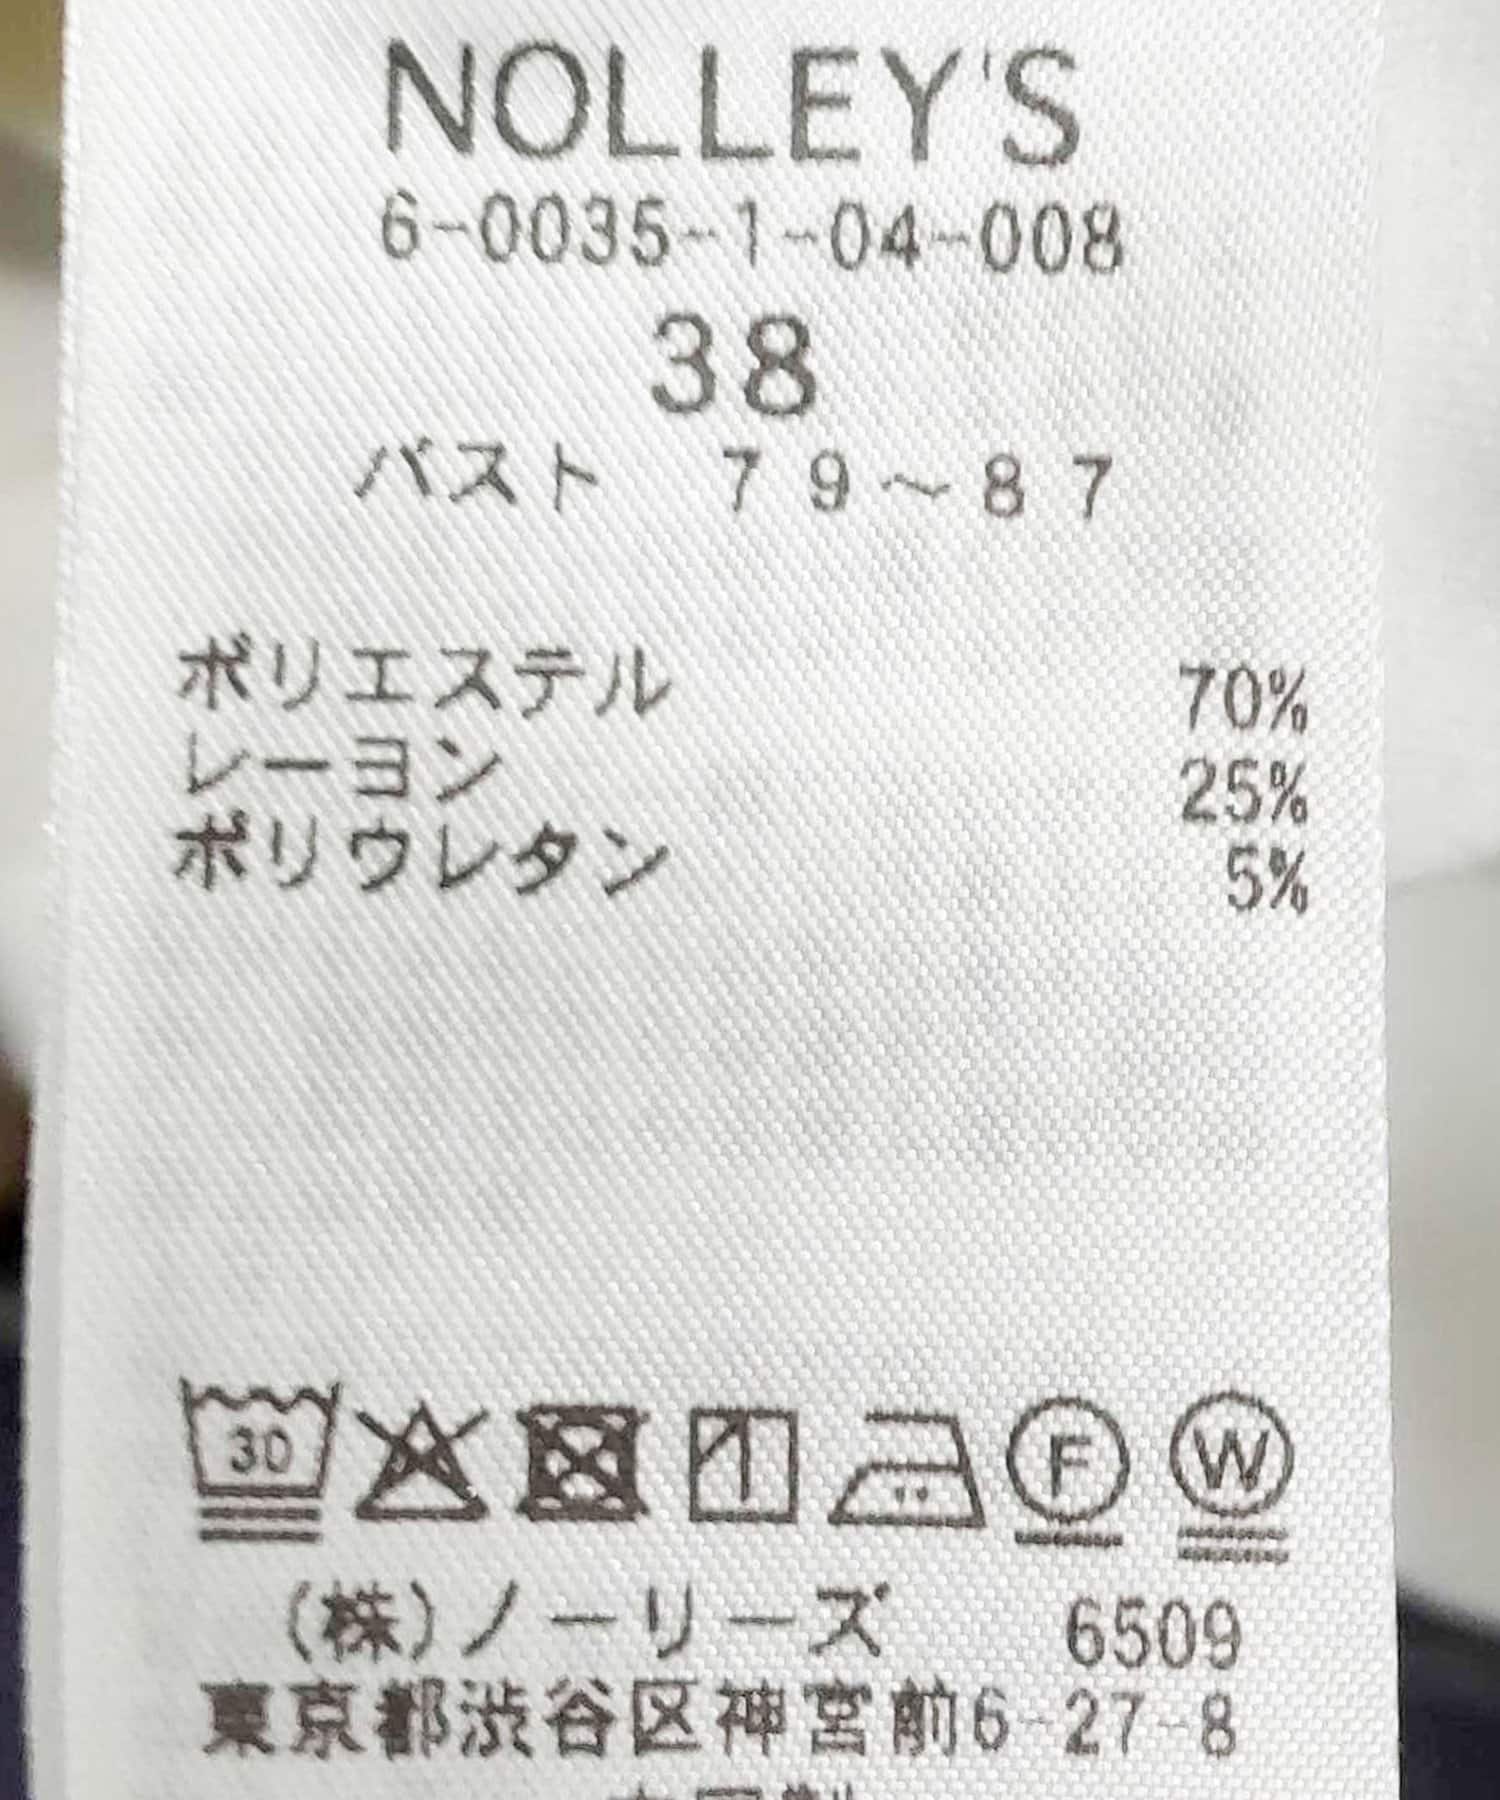 NOLLEY'S
6-0035-1-04-008
38
バスト 79～87
ポリエステル 70%
レーヨン 25%
ポリウレタン 5%
30
F W
(株)ノーリーズ 6509
東京都渋谷区神宮前6-27-8